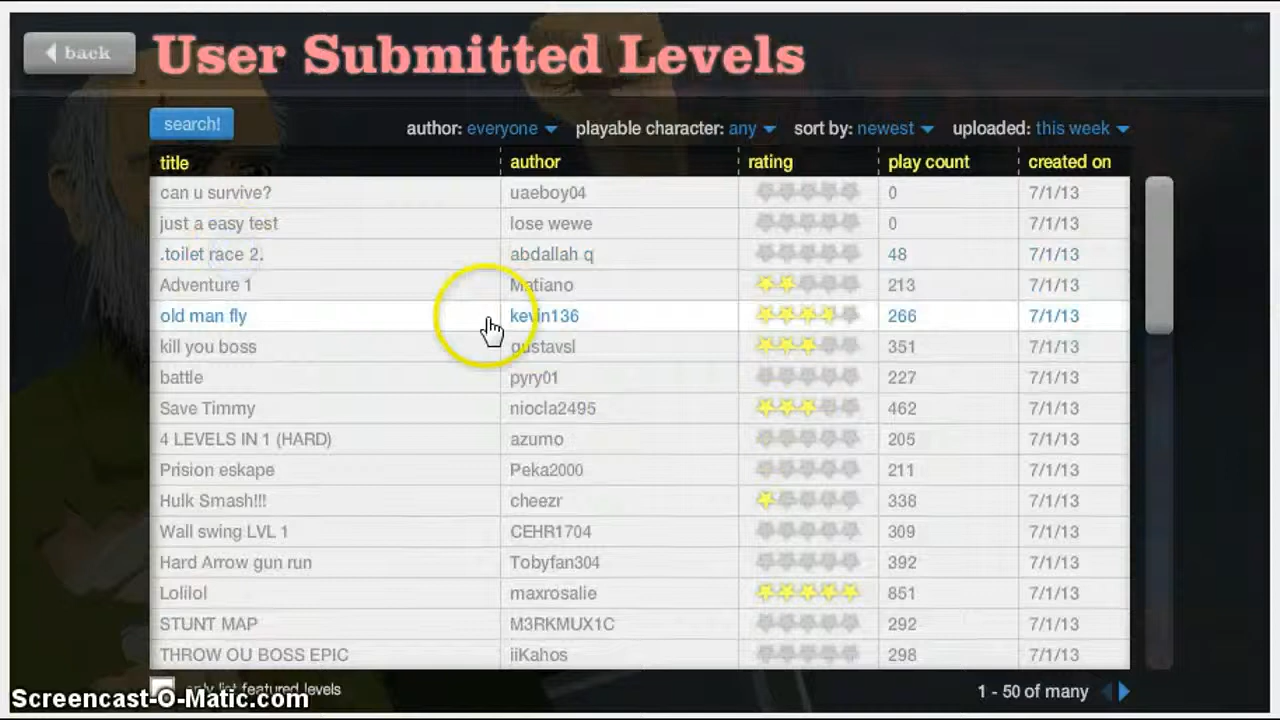 back User Submitted Levels
search! author: everyone playable character: any sort by: newest uploaded: this week
title author rating play count created on
can u survive? uaeboy04 0 7/1/13
just a easy test lose wewe 0 7/1/13
.toilet race 2. abdallah q 48 7/1/13
Adventure 1 Matiano 213 7/1/13
old man fly kevin136 266 7/1/13
kill you boss gustavsl 351 7/1/13
battle pyry01 227 7/1/13
Save Timmy niocla2495 462 7/1/13
4 LEVELS IN 1 (HARD) azumo 205 7/1/13
Prision eskape Peka2000 211 7/1/13
Hulk Smash!!! cheezr 338 7/1/13
Wall swing LVL 1 CEHR1704 309 7/1/13
Hard Arrow gun run Tobyfan304 392 7/1/13
Lolilol maxrosalie 851 7/1/13
STUNT MAP M3RKMUX1C 292 7/1/13
THROW OU BOSS EPIC iiKahos 298 7/1/13
only list featured levels 1 - 50 of many
Screencast-O-Matic.com